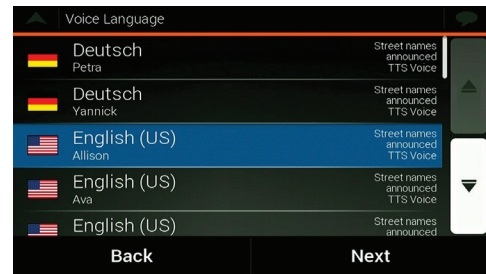 Voice Language
Deutsch
Petra
Street names
announced
TTS Voice
Deutsch
Yannick
Street names
announced
TTS Voice
English (US)
Allison
Street names
announced
TTS Voice
English (US)
Ava
Street names
announced
TTS Voice
English (US)
Street names
announced
Back
Next